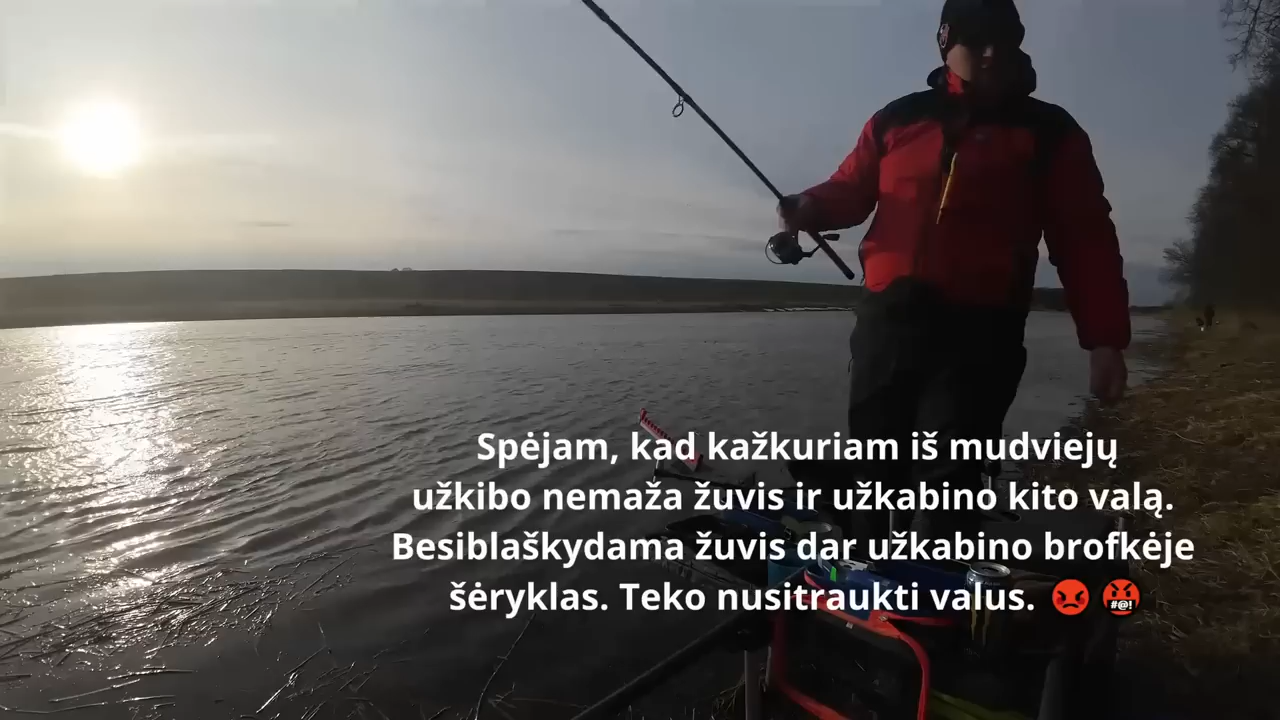 Spėjam, kad kažkuriam iš mudviejų
užkibo nemaža žuvis ir užkabino kito valą.
Besiblaškydama žuvis dar užkabino brofkėje
šėryklas. Teko nusitraukti valus. 😡 🤬